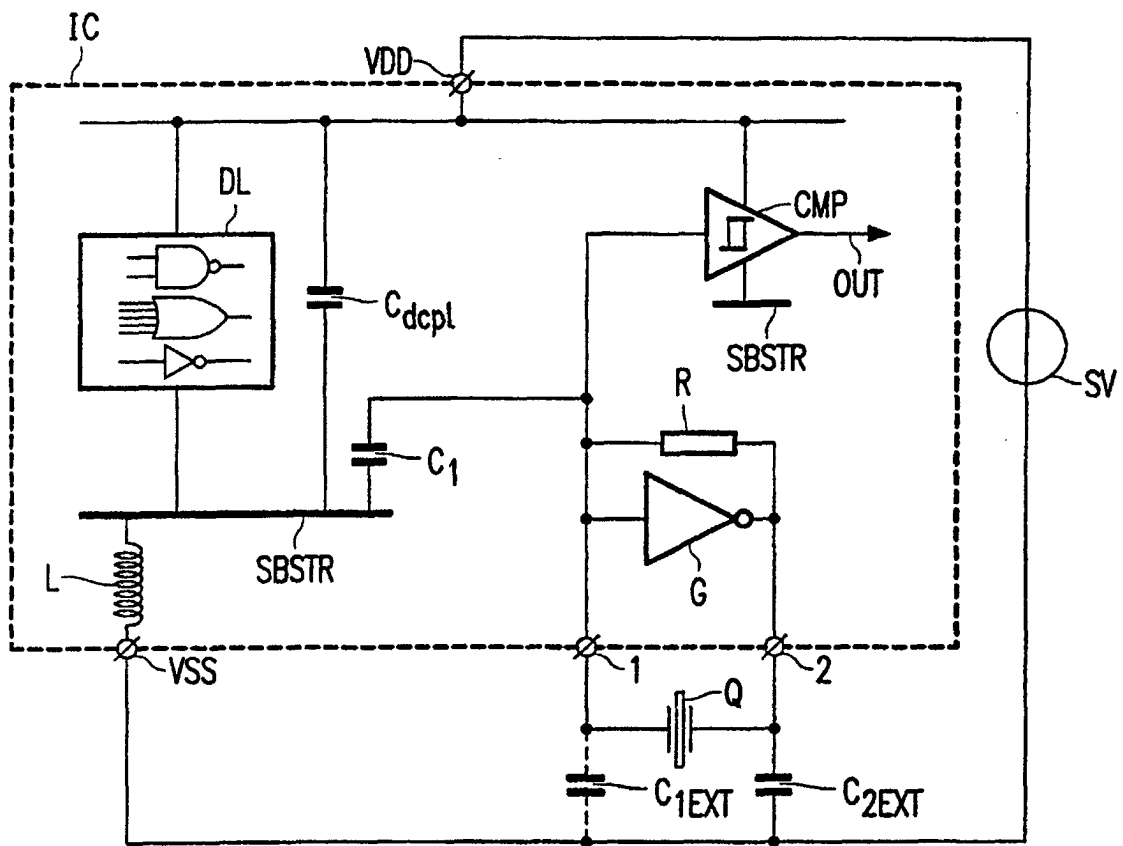 IC
VDD
DL
CMP
OUT
Cdcpl
SBSTR
SV
R
C1
SBSTR
L
G
VSS
1
2
Q
C1EXT
C2EXT